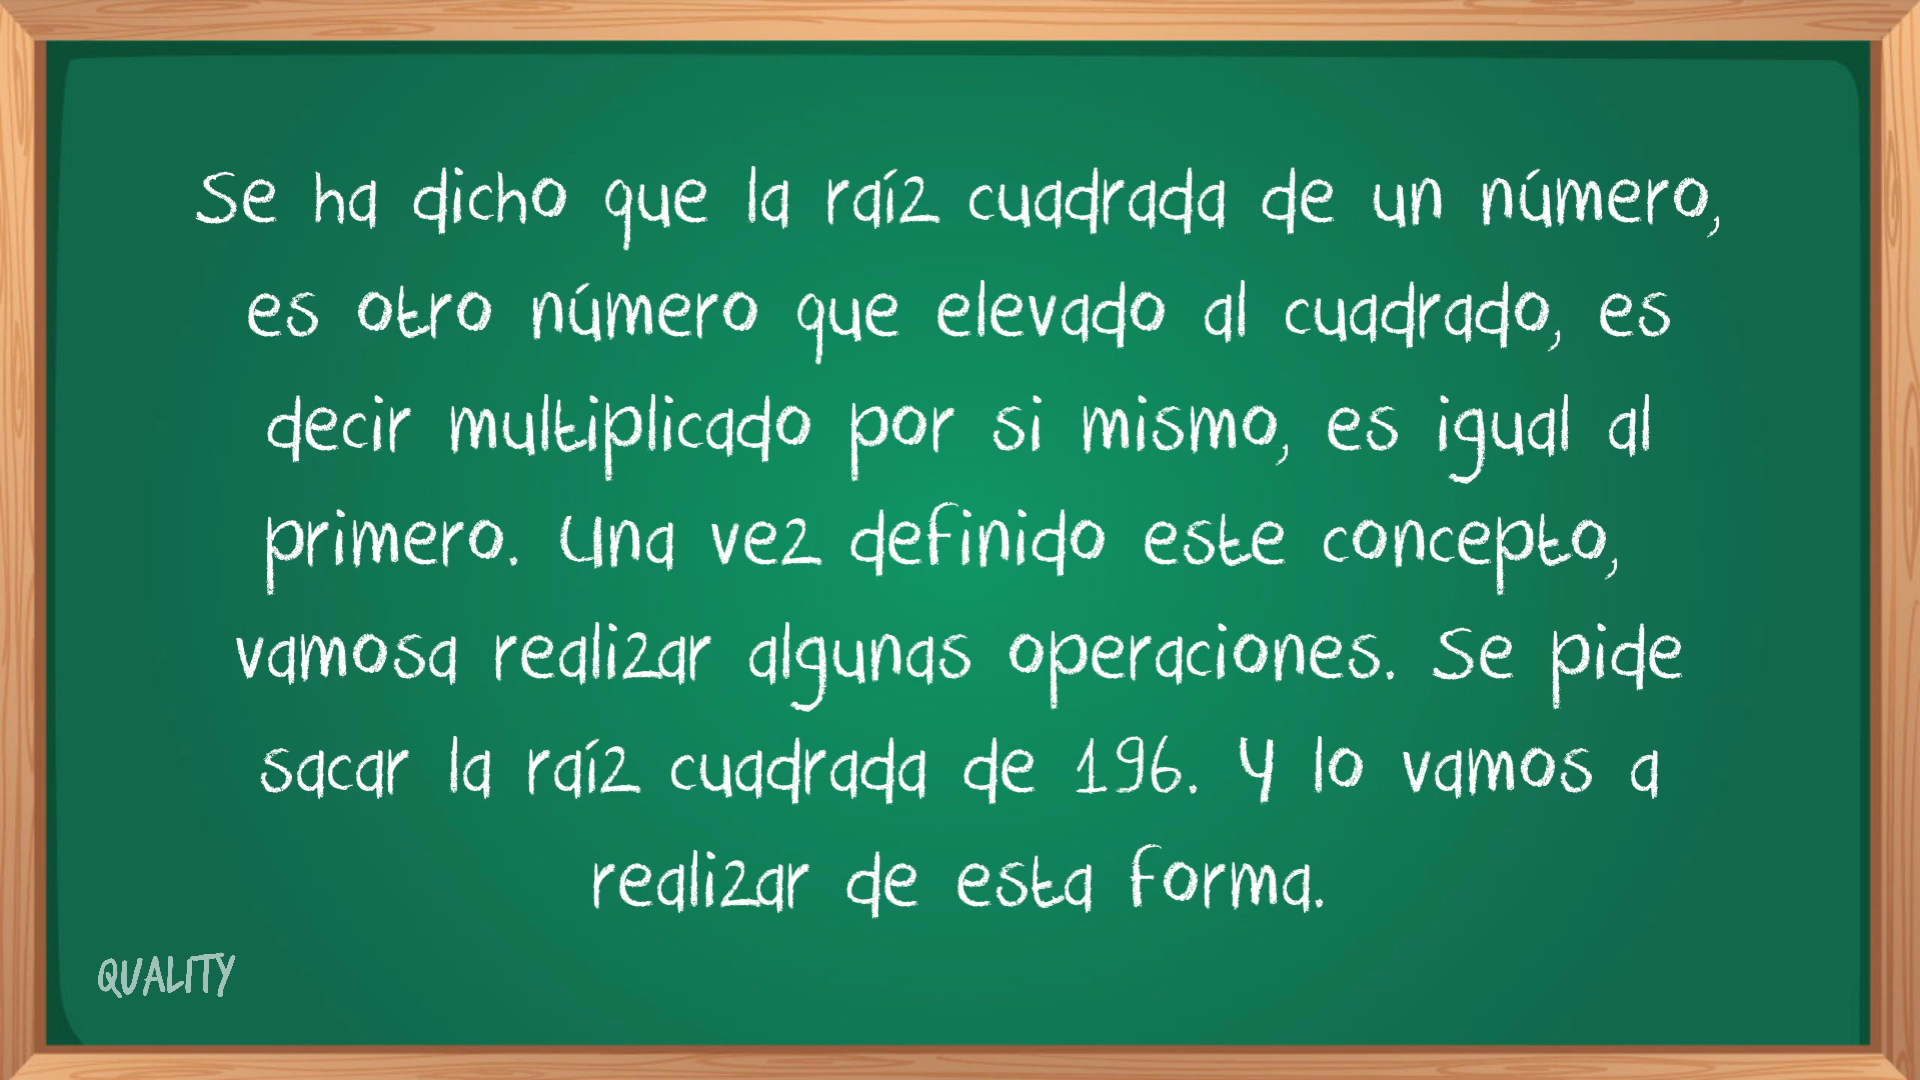 Se ha dicho que la raíz cuadrada de un número,
es otro número que elevado al cuadrado, es
decir multiplicado por si mismo, es igual al
primero. Una vez definido este concepto,
vamosa realizar algunas operaciones. Se pide
sacar la raíz cuadrada de 196. Y lo vamos a
realizar de esta forma.
QUALITY